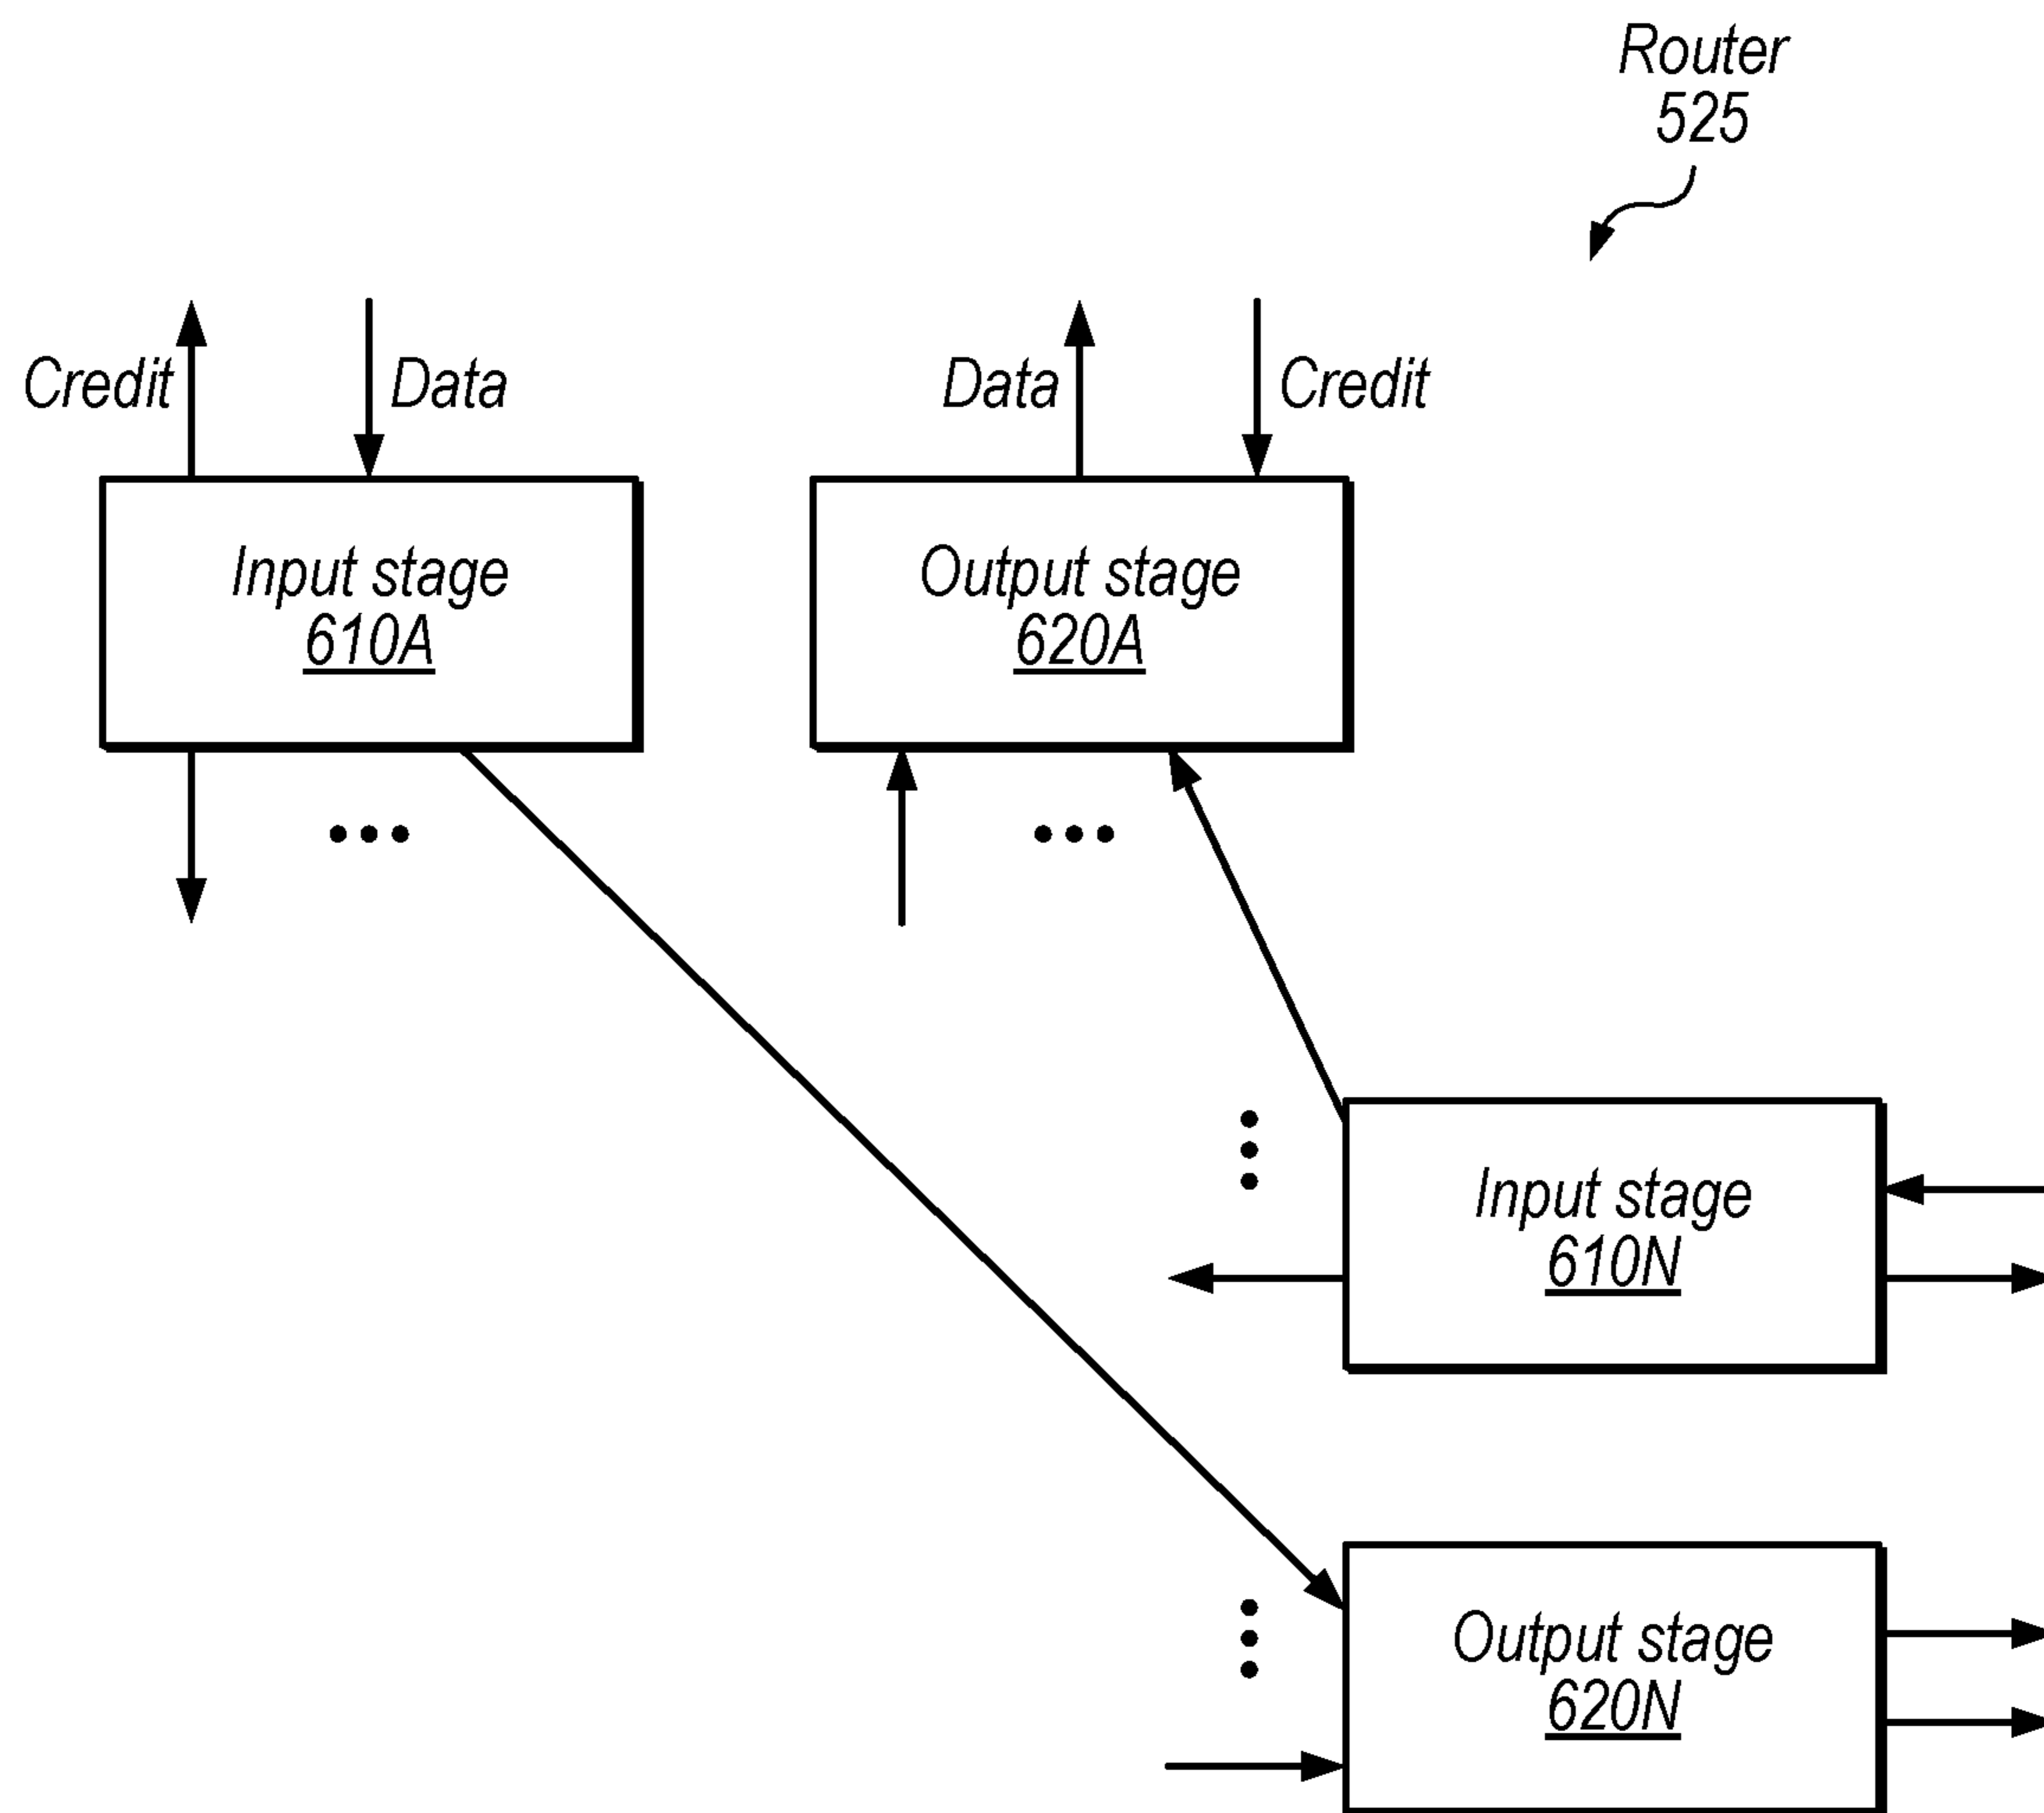 Router
525
Credit
Data
Data
Credit
Input stage
610A
Output stage
620A
Input stage
610N
Output stage
620N